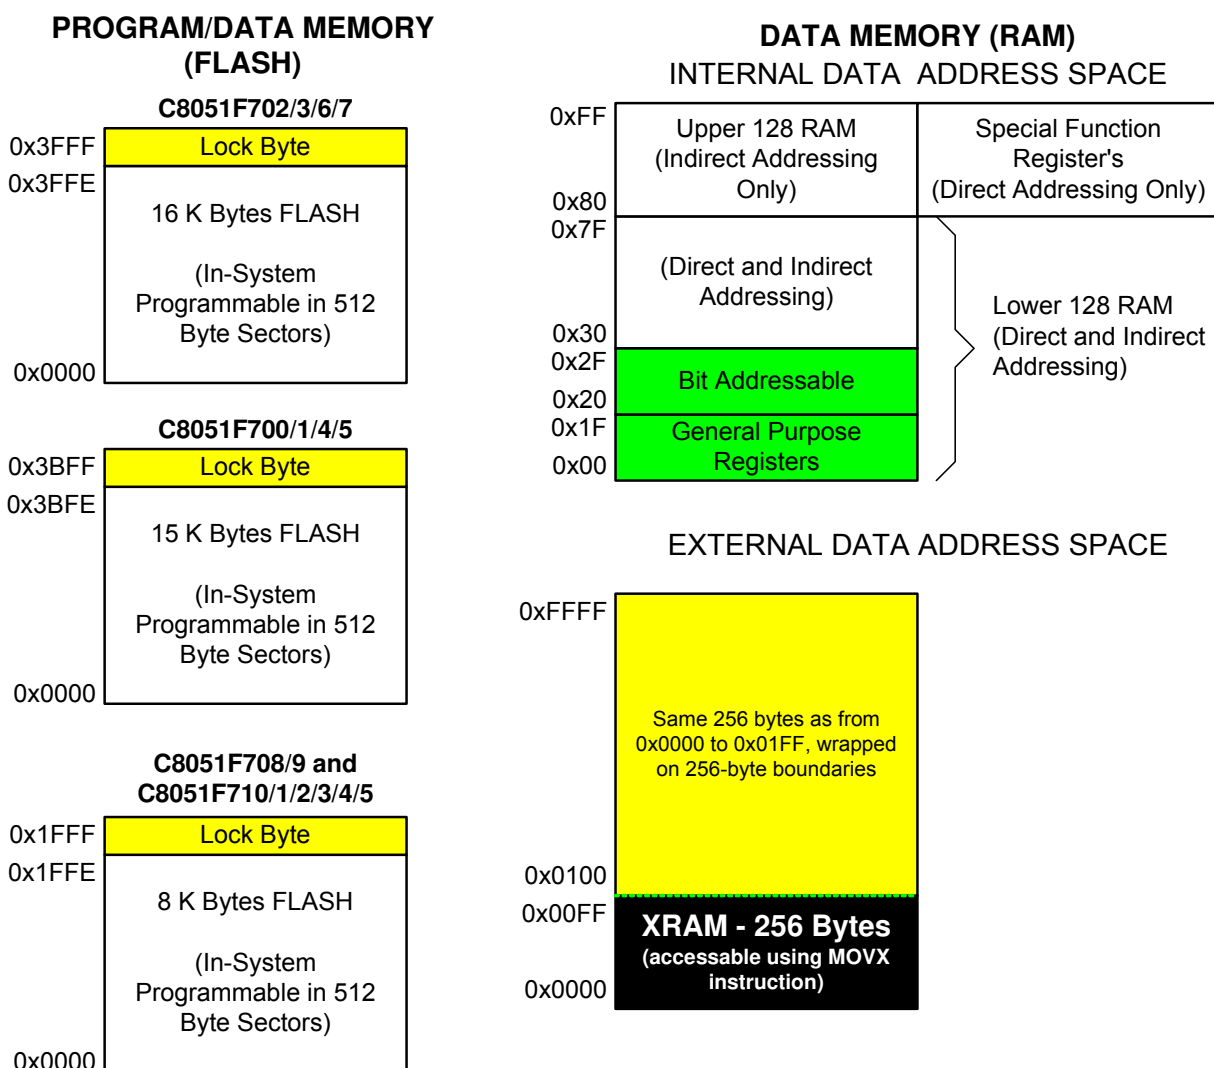 PROGRAM/DATA MEMORY
(FLASH)
C8051F702/3/6/7
0x3FFF
Lock Byte
0x3FFE
16 K Bytes FLASH
(In-System
Programmable in 512
Byte Sectors)
0x0000
C8051F700/1/4/5
0x3BFF
Lock Byte
0x3BFE
15 K Bytes FLASH
(In-System
Programmable in 512
Byte Sectors)
0x0000
C8051F708/9 and
C8051F710/1/2/3/4/5
0x1FFF
Lock Byte
0x1FFE
8 K Bytes FLASH
(In-System
Programmable in 512
Byte Sectors)
0x0000
DATA MEMORY (RAM)
INTERNAL DATA ADDRESS SPACE
0xFF
Upper 128 RAM
(Indirect Addressing
Only)
0x80
Special Function
Register's
(Direct Addressing Only)
0x7F
(Direct and Indirect
Addressing)
0x30
Lower 128 RAM
(Direct and Indirect
Addressing)
0x2F
Bit Addressable
0x20
0x1F
General Purpose
Registers
0x00
EXTERNAL DATA ADDRESS SPACE
0xFFFF
Same 256 bytes as from
0x0000 to 0x01FF, wrapped
on 256-byte boundaries
0x0100
0x00FF
XRAM - 256 Bytes
(accessable using MOVX
instruction)
0x0000